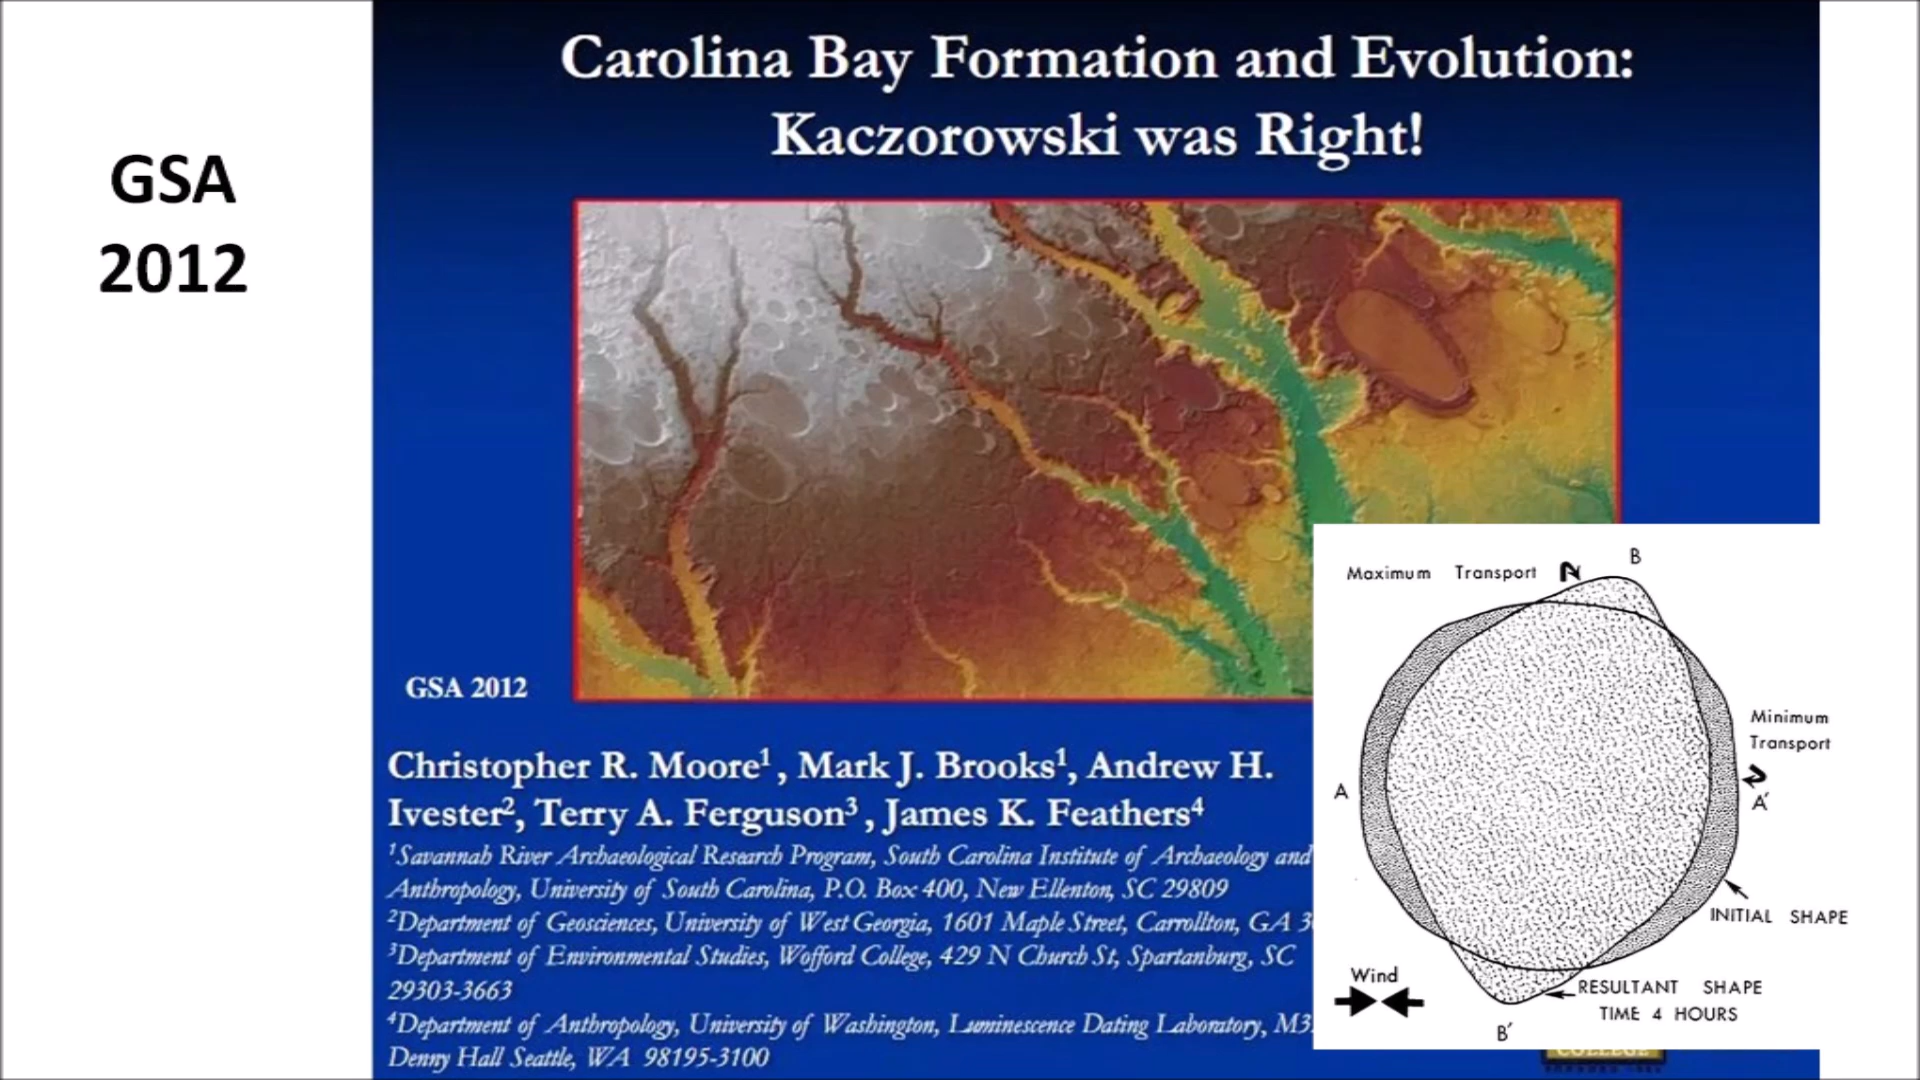 GSA
2012
Carolina Bay Formation and Evolution:
Kaczorowski was Right!
GSA 2012
Christopher R. Moore¹, Mark J. Brooks¹, Andrew H.
Ivester², Terry A. Ferguson³, James K. Feathers⁴
¹Savannah River Archaeological Research Program, South Carolina Institute of Archaeology and
Anthropology, University of South Carolina, P.O. Box 400, New Ellenton, SC 29809
²Department of Geosciences, University of West Georgia, 1601 Maple Street, Carrollton, GA 3
³Department of Environmental Studies, Wofford College, 429 N Church St, Spartanburg, SC
29303-3663
⁴Department of Anthropology, University of Washington, Luminescence Dating Laboratory, M3
Denny Hall Seattle, WA 98195-3100
B
Maximum Transport
Minimum
Transport
A
A'
INITIAL SHAPE
Wind
RESULTANT SHAPE
TIME 4 HOURS
B'
COLLEGE